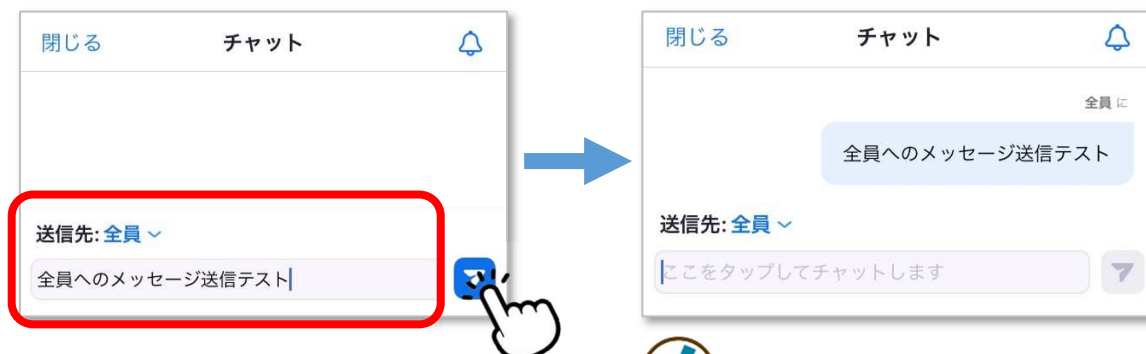 閉じる
チャット
送信先: 全員
全員へのメッセージ送信テスト
閉じる
チャット
全員 に
全員へのメッセージ送信テスト
送信先: 全員
ここをタップしてチャットします